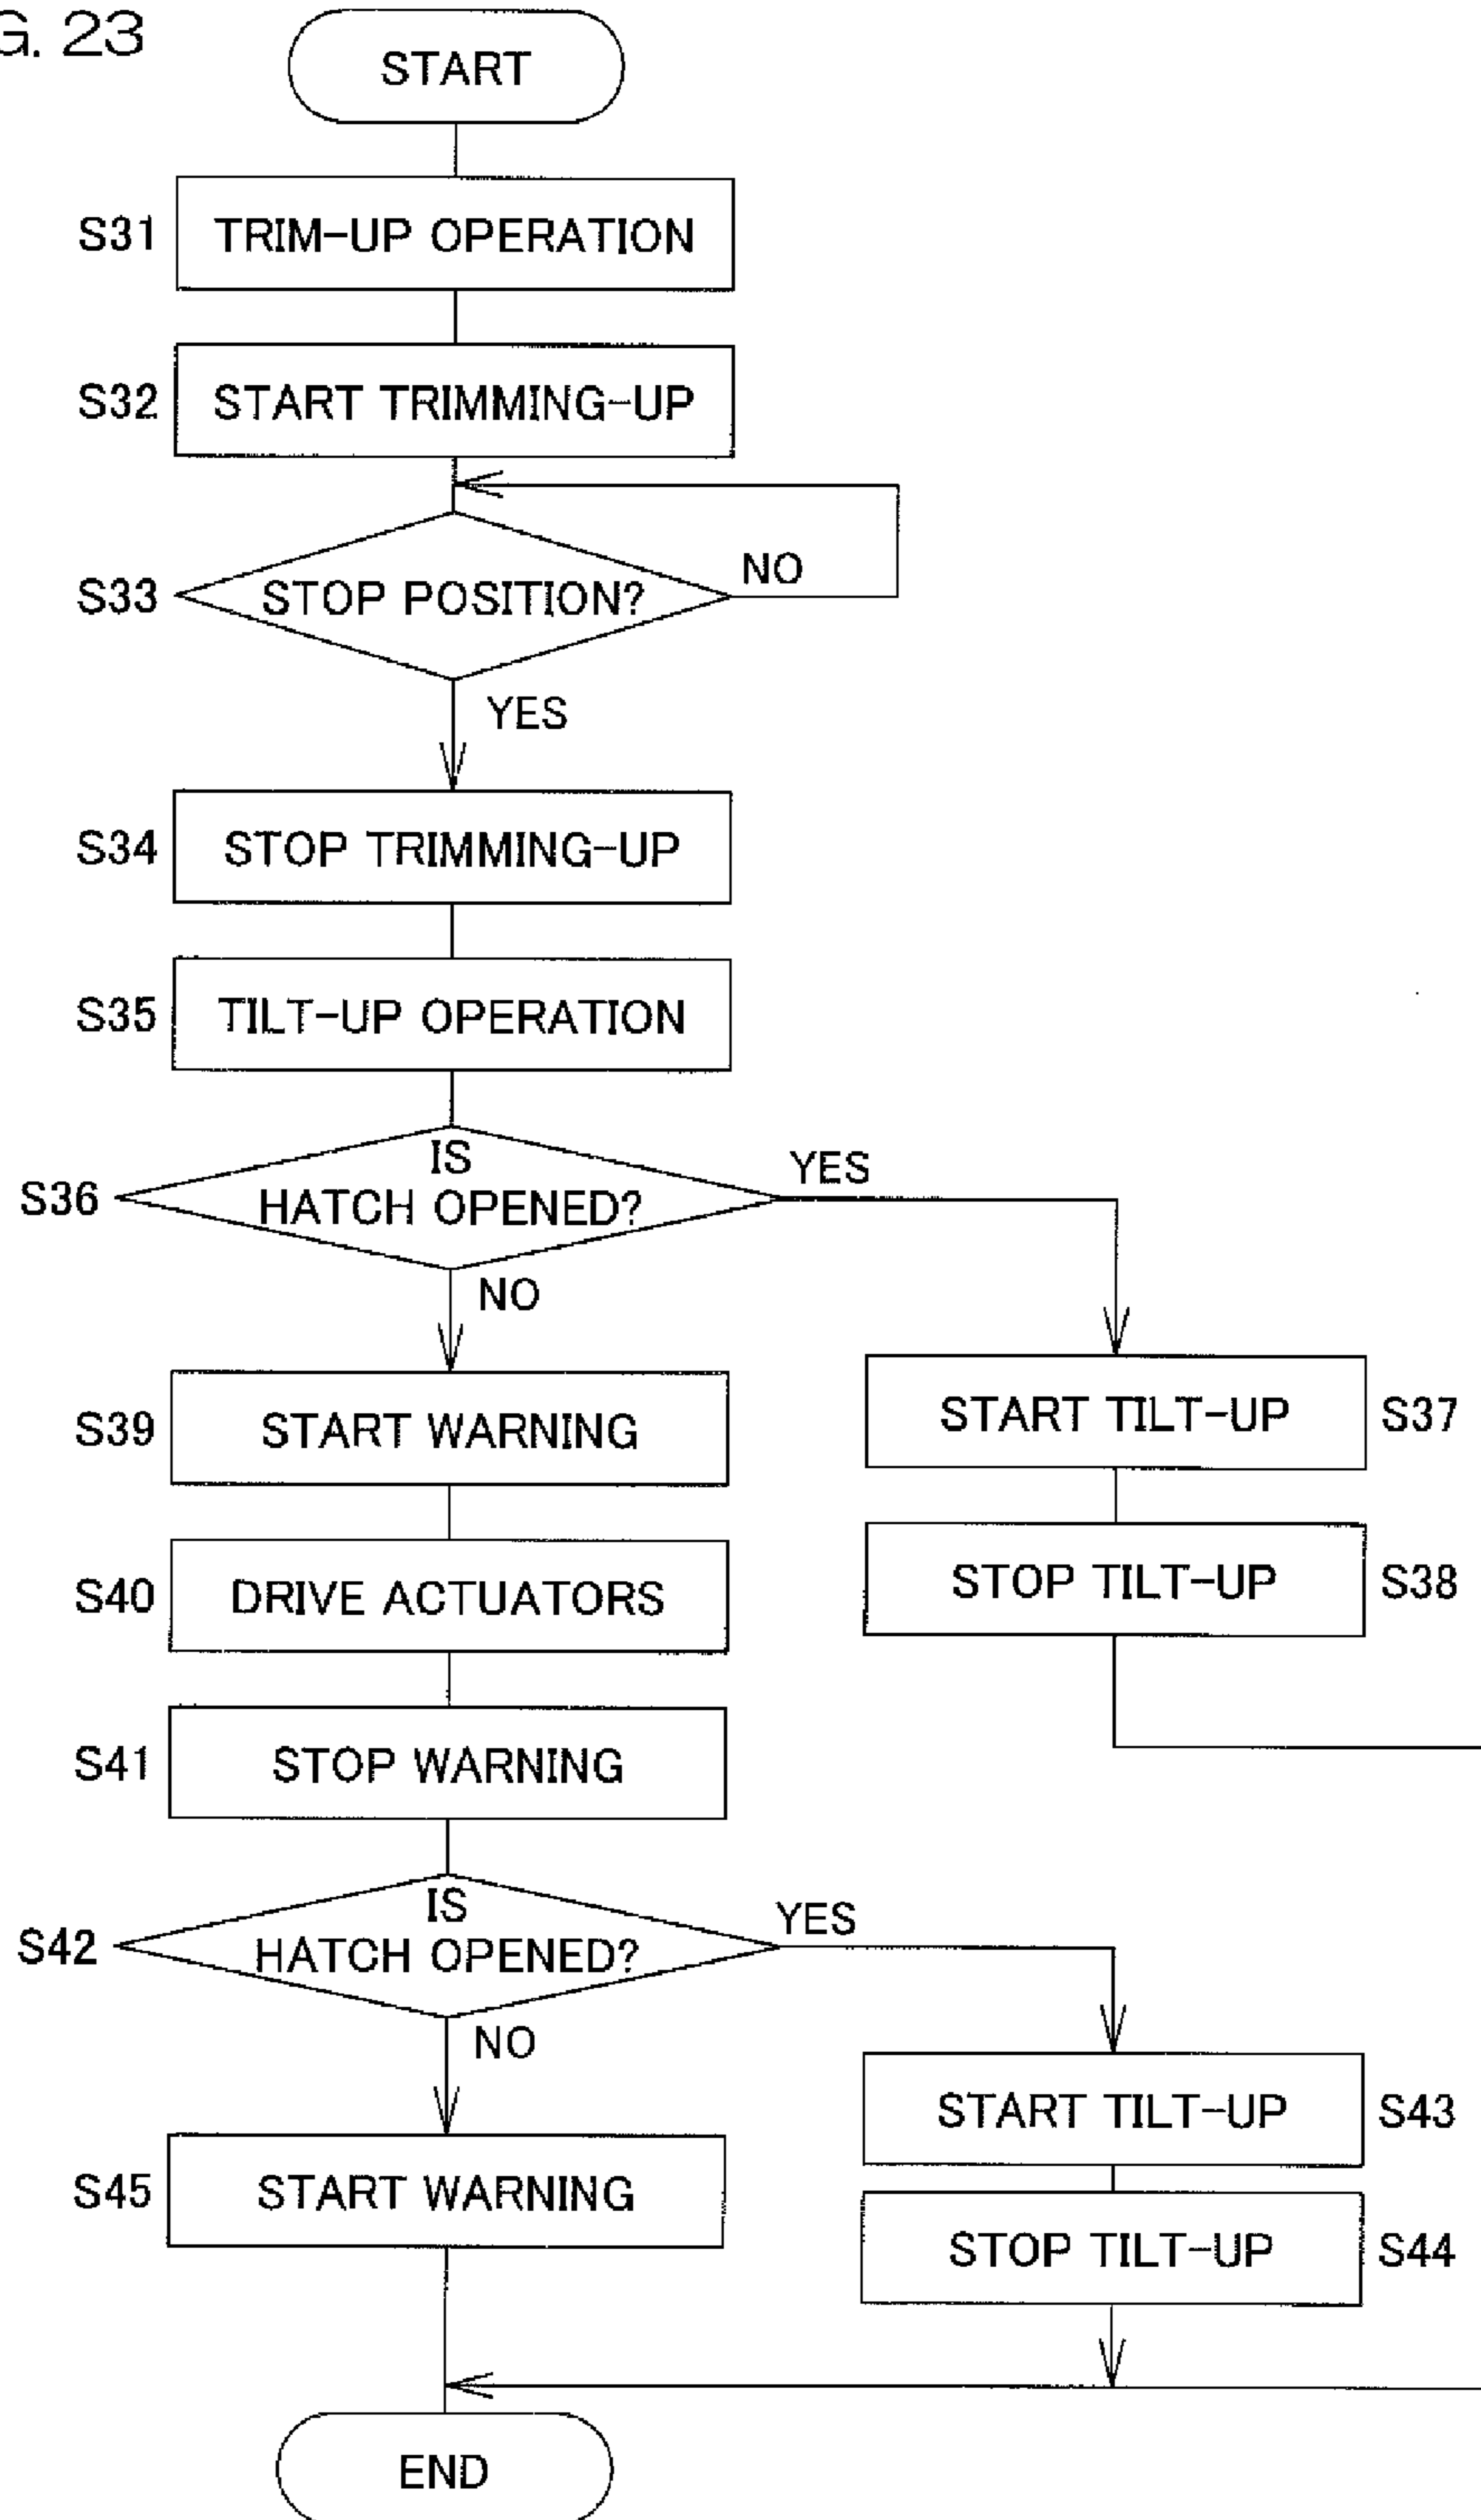 G. 23
START
S31 TRIM-UP OPERATION
S32 START TRIMMING-UP
S33 STOP POSITION?
NO
YES
S34 STOP TRIMMING-UP
S35 TILT-UP OPERATION
S36 IS
HATCH OPENED?
YES
NO
START TILT-UP S37
STOP TILT-UP S38
S39 START WARNING
S40 DRIVE ACTUATORS
S41 STOP WARNING
S42 IS
HATCH OPENED?
YES
NO
START TILT-UP S43
STOP TILT-UP S44
S45 START WARNING
END